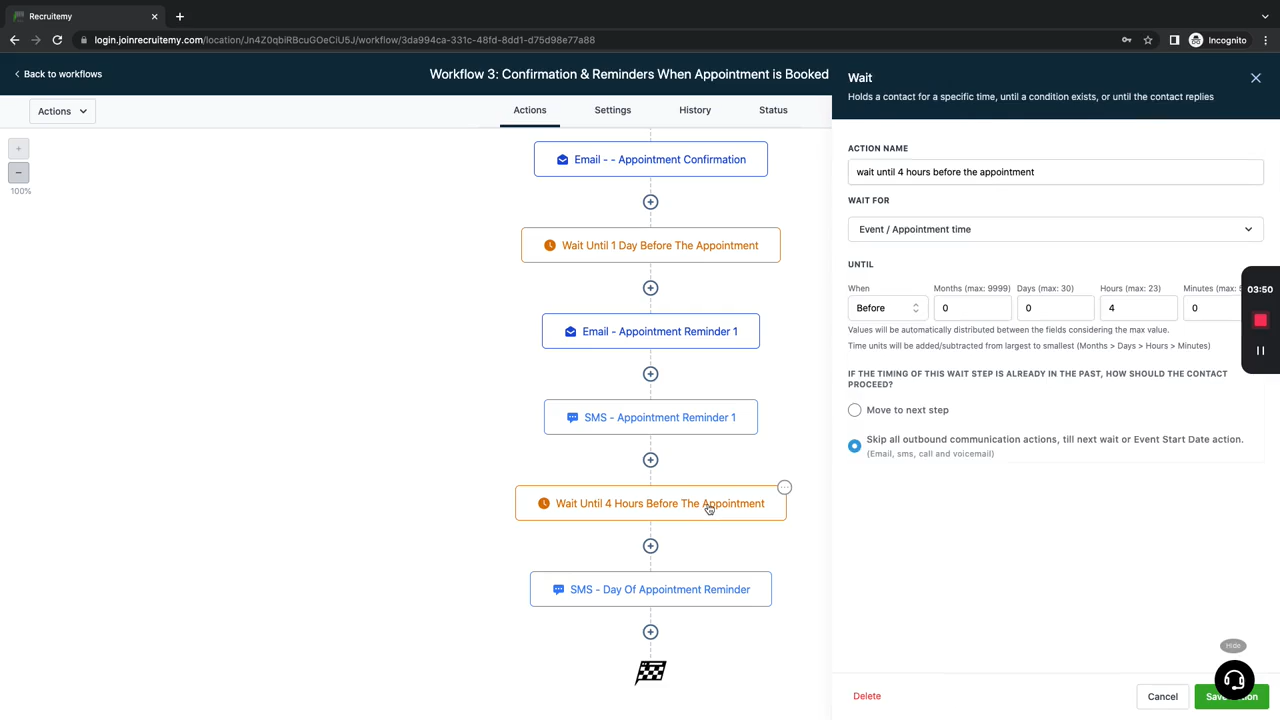 Recruitemy
login.joinrecruitemy.com/location/Jn4Z0qbiRBcuGOeCiU5J/workflow/3da994ca-331c-48fd-8dd1-d75d98e77a88
Incognito
Back to workflows
Workflow 3: Confirmation & Reminders When Appointment is Booked
Actions
Actions
Settings
History
Status
+
−
100%
Email - - Appointment Confirmation
Wait Until 1 Day Before The Appointment
Email - Appointment Reminder 1
SMS - Appointment Reminder 1
Wait Until 4 Hours Before The Appointment
SMS - Day Of Appointment Reminder
Wait
Holds a contact for a specific time, until a condition exists, or until the contact replies
ACTION NAME
wait until 4 hours before the appointment
WAIT FOR
Event / Appointment time
UNTIL
When Months (max: 9999) Days (max: 30) Hours (max: 23) Minutes (max:
Before 0 0 4 0
Values will be automatically distributed between the fields considering the max value.
Time units will be added/subtracted from largest to smallest (Months > Days > Hours > Minutes)
IF THE TIMING OF THIS WAIT STEP IS ALREADY IN THE PAST, HOW SHOULD THE CONTACT
PROCEED?
Move to next step
Skip all outbound communication actions, till next wait or Event Start Date action.
(Email, sms, call and voicemail)
03:50
Hide
Delete
Cancel